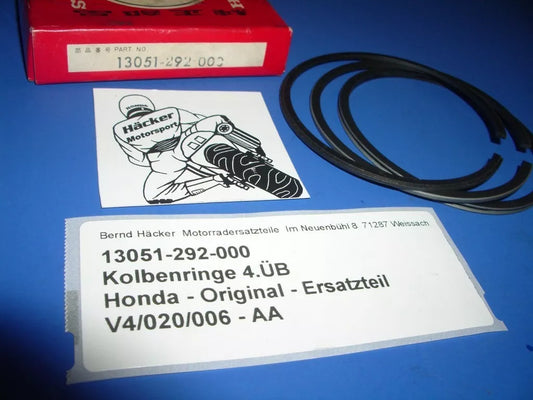 部品番号 PART NO.
13051-292-000
Häcker
Motorsport
Bernd Häcker Motorradersatzteile Im Neuenbühl 8 71287 Weissach
13051-292-000
Kolbenringe 4.ÜB
Honda - Original - Ersatzteil
V4/020/006 - AA